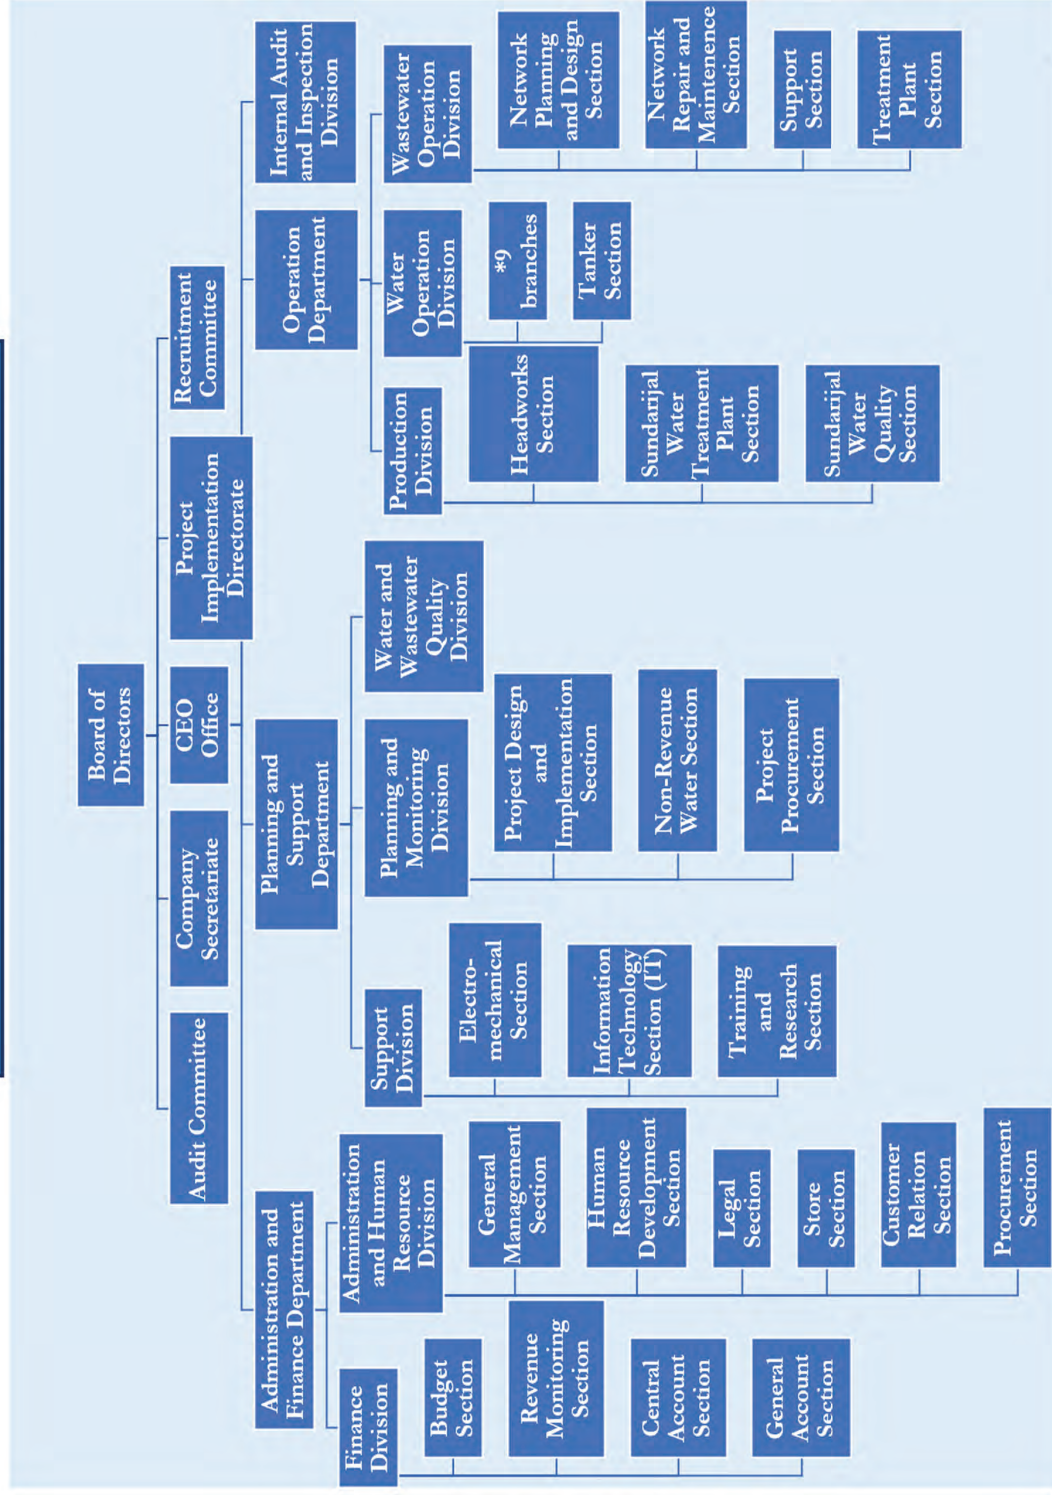 Board of
Directors
Audit Committee
Company
Secretariate
CEO
Office
Project
Implementation
Directorate
Recruitment
Committee
Administration and
Finance Department
Planning and
Support
Department
Operation
Department
Internal Audit
and Inspection
Division
Finance
Division
Budget
Section
Revenue
Monitoring
Section
Central
Account
Section
General
Account
Section
Administration
and Human
Resource
Division
General
Management
Section
Human
Resource
Development
Section
Legal
Section
Store
Section
Customer
Relation
Section
Procurement
Section
Support
Division
Electro-
mechanical
Section
Information
Technology
Section (IT)
Training
and
Research
Section
Planning and
Monitoring
Division
Project Design
and
Implementation
Section
Non-Revenue
Water Section
Project
Procurement
Section
Water and
Wastewater
Quality
Division
Production
Division
Headworks
Section
Sundarijal
Water
Treatment
Plant
Section
Sundarijal
Water
Quality
Section
Water
Operation
Division
*9
branches
Tanker
Section
Wastewater
Operation
Division
Network
Planning
and Design
Section
Network
Repair and
Maintenence
Section
Support
Section
Treatment
Plant
Section